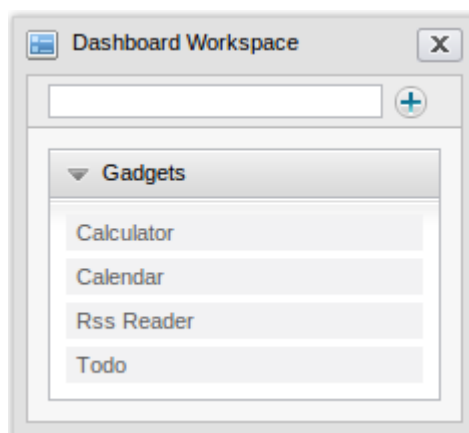 Dashboard Workspace
Gadgets
Calculator
Calendar
Rss Reader
Todo